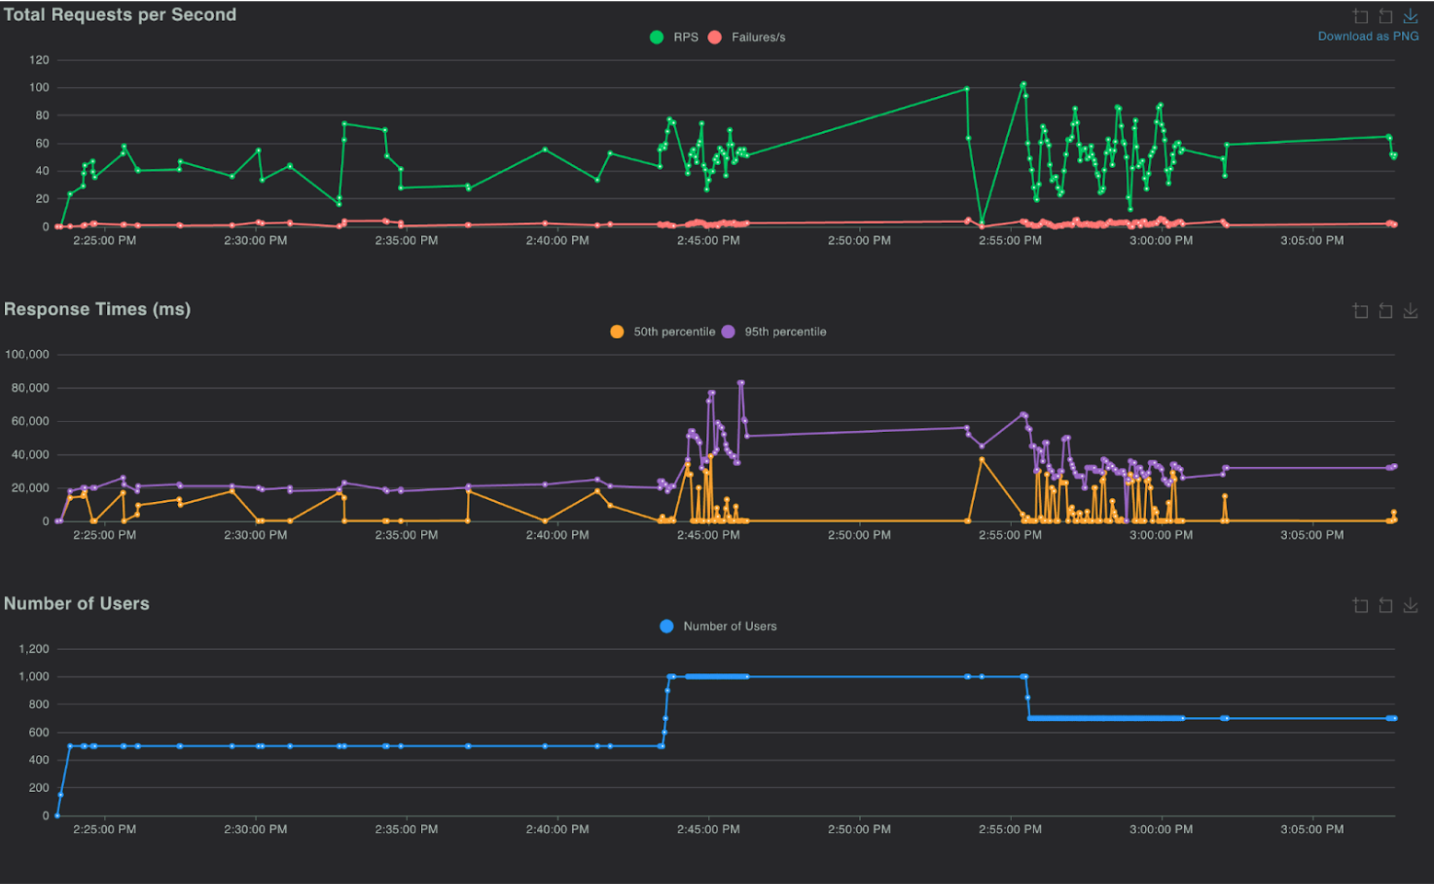 Total Requests per Second
RPS Failures/s
Download as PNG
120
100
80
60
40
20
0
2:25:00 PM 2:30:00 PM 2:35:00 PM 2:40:00 PM 2:45:00 PM 2:50:00 PM 2:55:00 PM 3:00:00 PM 3:05:00 PM
Response Times (ms)
50th percentile 95th percentile
100,000
80,000
60,000
40,000
20,000
0
2:25:00 PM 2:30:00 PM 2:35:00 PM 2:40:00 PM 2:45:00 PM 2:50:00 PM 2:55:00 PM 3:00:00 PM 3:05:00 PM
Number of Users
Number of Users
1,200
1,000
800
600
400
200
0
2:25:00 PM 2:30:00 PM 2:35:00 PM 2:40:00 PM 2:45:00 PM 2:50:00 PM 2:55:00 PM 3:00:00 PM 3:05:00 PM